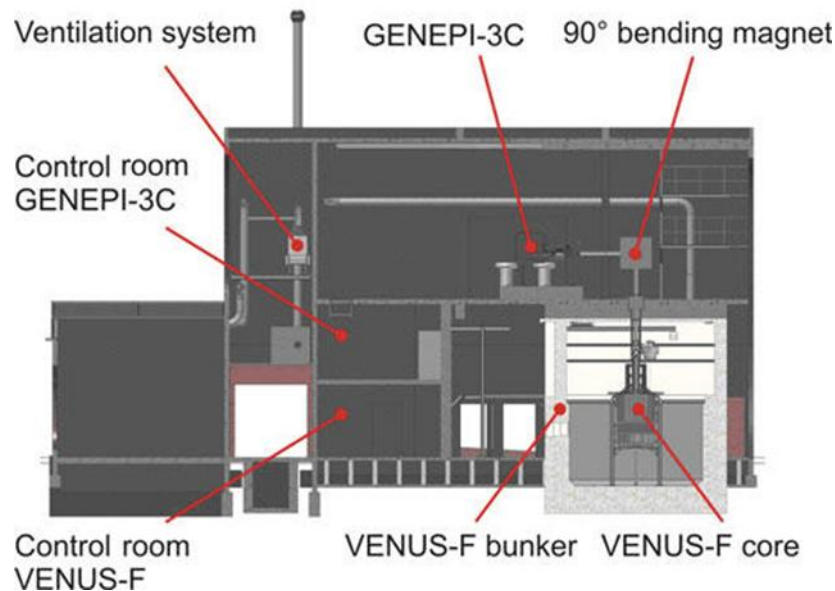 Ventilation system
GENEPI-3C
90° bending magnet
Control room
GENEPI-3C
Control room
VENUS-F
VENUS-F bunker
VENUS-F core